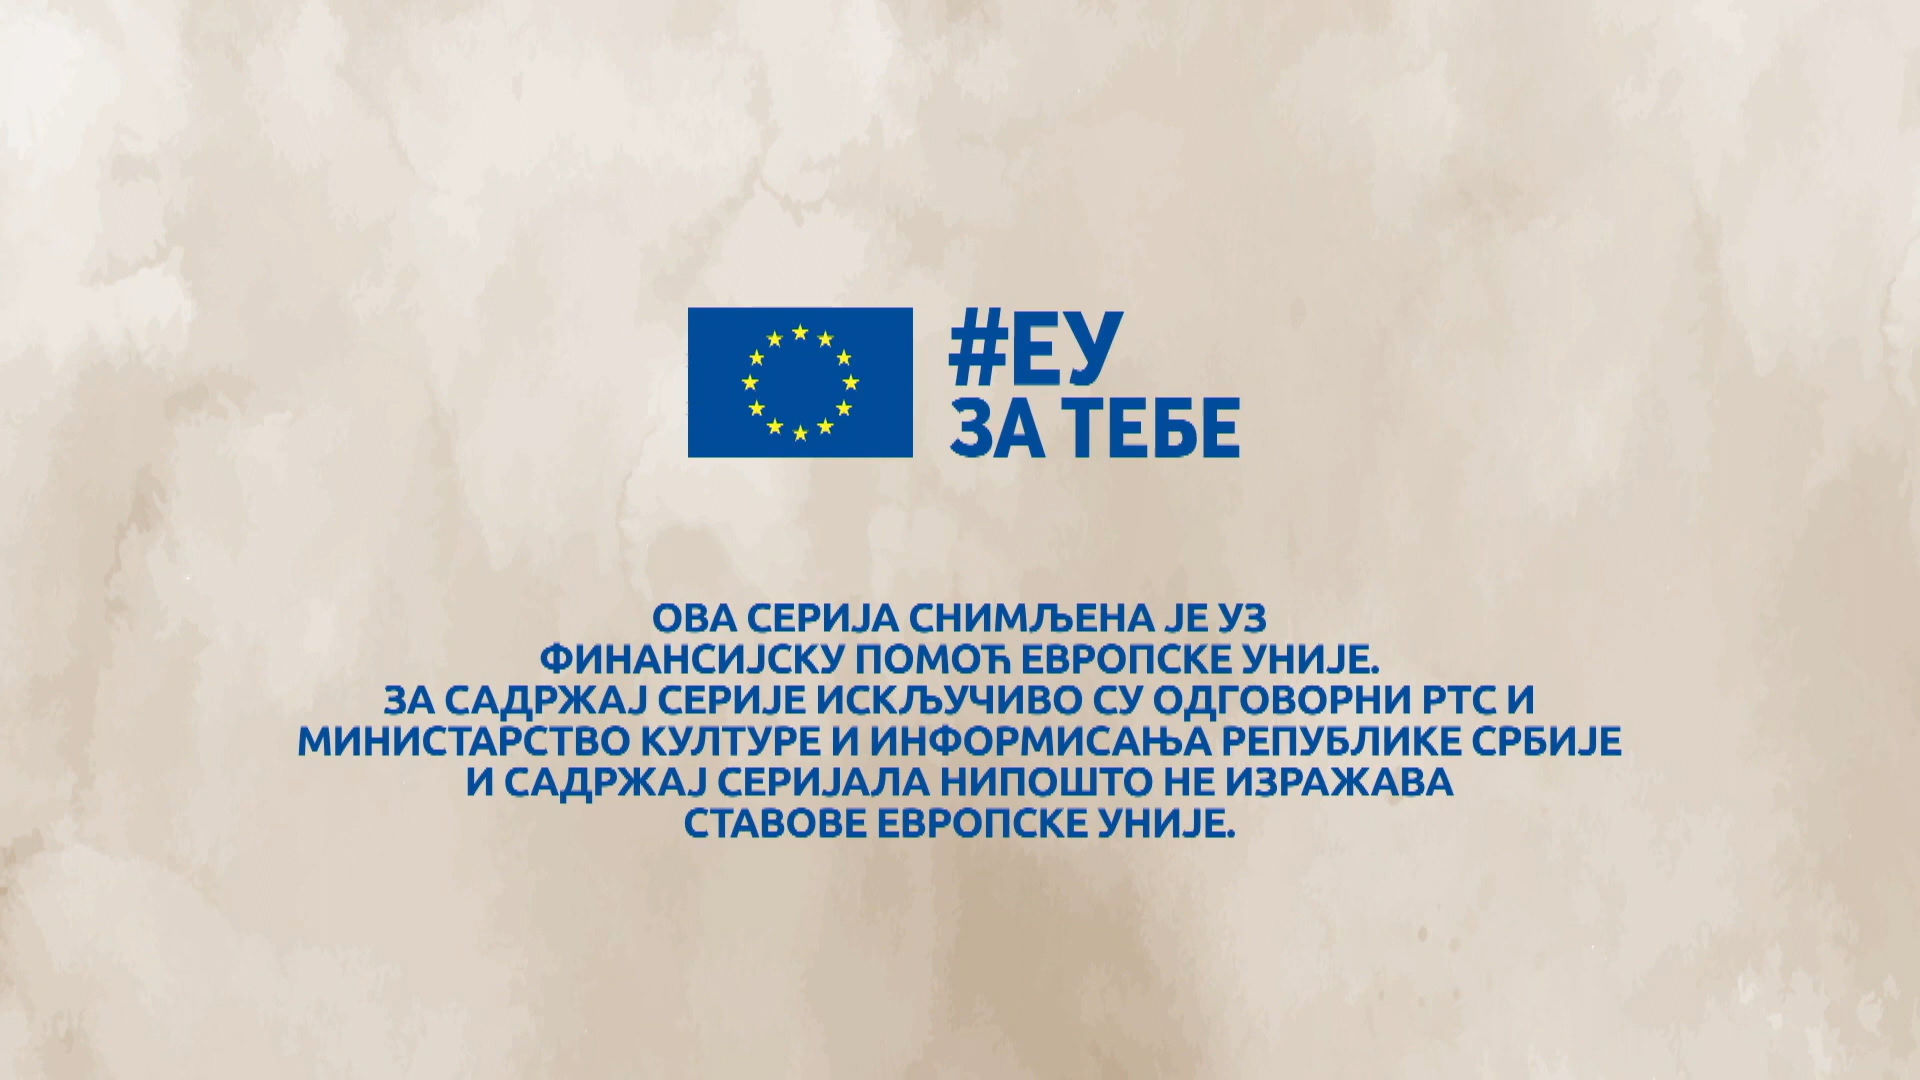 #ЕУ
ЗА ТЕБЕ
ОВА СЕРИЈА СНИМЉЕНА ЈЕ УЗ
ФИНАНСИЈСКУ ПОМОЋ ЕВРОПСКЕ УНИЈЕ.
ЗА САДРЖАЈ СЕРИЈЕ ИСКЉУЧИВО СУ ОДГОВОРНИ РТС И
МИНИСТАРСТВО КУЛТУРЕ И ИНФОРМИСАЊА РЕПУБЛИКЕ СРБИЈЕ
И САДРЖАЈ СЕРИЈАЛА НИПОШТО НЕ ИЗРАЖАВА
СТАВОВЕ ЕВРОПСКЕ УНИЈЕ.